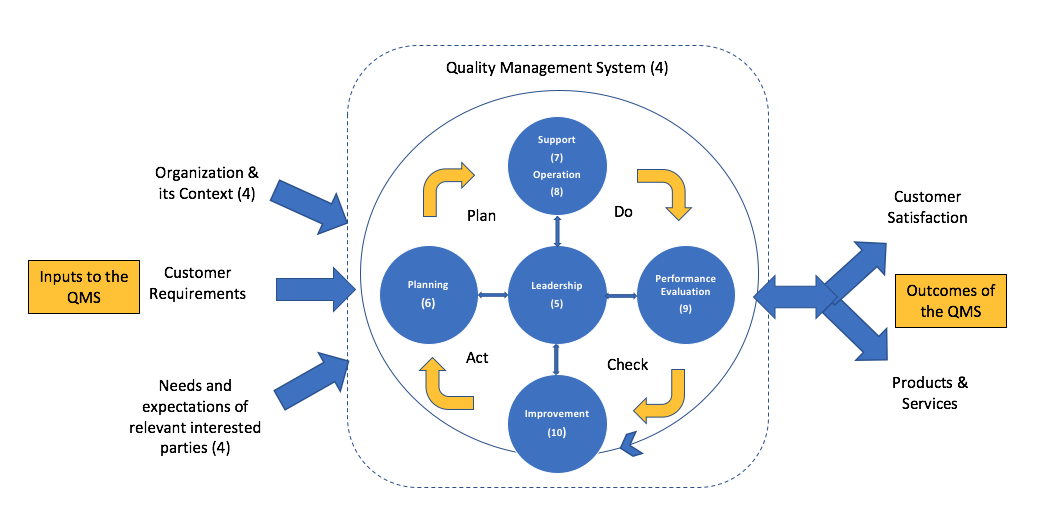 Quality Management System (4)
Organization &
its Context (4)
Inputs to the
QMS
Customer
Requirements
Needs and
expectations of
relevant interested
parties (4)
Plan
Support
(7)
Operation
(8)
Do
Planning
(6)
Leadership
(5)
Performance
Evaluation
(9)
Act
Improvement
(10)
Check
Customer
Satisfaction
Outcomes of
the QMS
Products &
Services